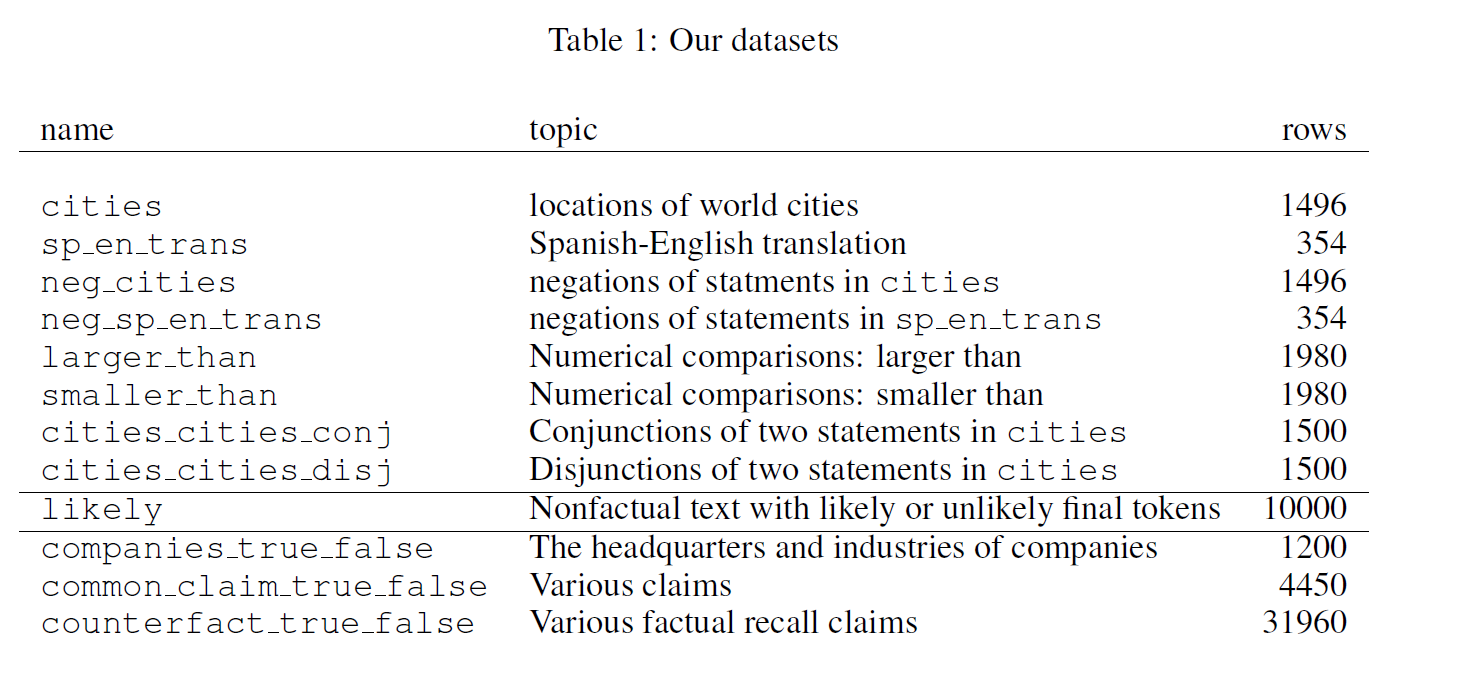 Table 1: Our datasets
name topic rows
cities locations of world cities 1496
sp_en_trans Spanish-English translation 354
neg_cities negations of statments in cities 1496
neg_sp_en_trans negations of statements in sp_en_trans 354
larger_than Numerical comparisons: larger than 1980
smaller_than Numerical comparisons: smaller than 1980
cities_cities_conj Conjunctions of two statements in cities 1500
cities_cities_disj Disjunctions of two statements in cities 1500
likely Nonfactual text with likely or unlikely final tokens 10000
companies_true_false The headquarters and industries of companies 1200
common_claim_true_false Various claims 4450
counterfact_true_false Various factual recall claims 31960